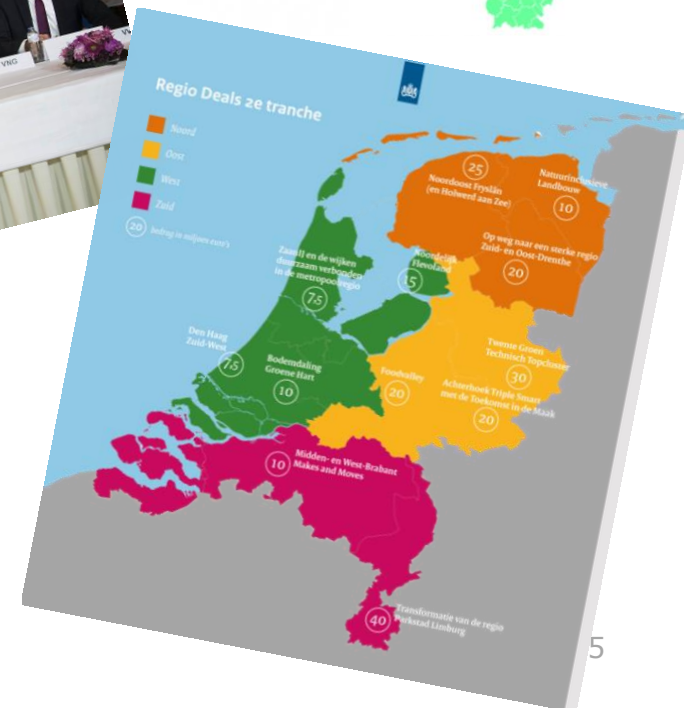 VNG
Regio Deals 2e tranche
Noord
Oost
West
Zuid
20 bedrag in miljoen euro's
25
Noordoost Fryslân
(en Holwerd aan Zee)
Natuurinclusieve
Landbouw
10
Op weg naar een sterke regio
Zuid- en Oost-Drenthe
20
Noordelijk
Flevoland
15
ZaanIJ en de wijken
duurzaam verbonden
in de metropoolregio
7,5
Den Haag
Zuid-West
7,5
Bodemdaling
Groene Hart
10
Foodvalley
20
Twente Groen
Technisch Topcluster
30
Achterhoek Triple Smart
met de Toekomst in de Maak
20
10
Midden- en West-Brabant
Makes and Moves
40
Transformatie van de regio
Parkstad Limburg
5